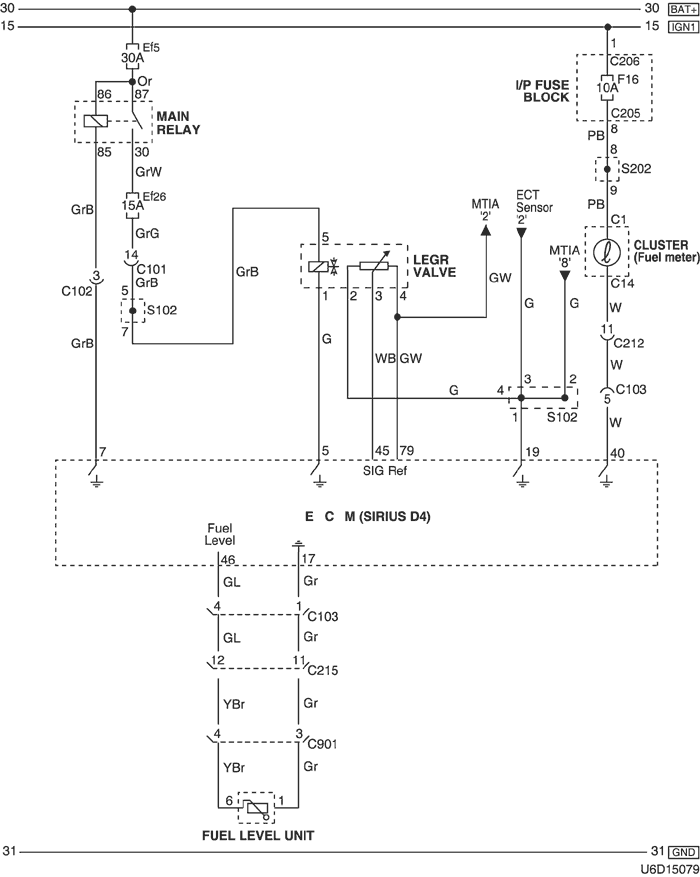 30 30 BAT+
15 15 IGN1
Ef5
30A
Or
86 87
MAIN
RELAY
85 30
GrW
Ef26
15A
GrB
GrG
14
C101
3
C102
GrB
5
S102
7
GrB
GrB
5
LEGR
VALVE
1 2 3 4
G
WB GW
MTIA
'2'
GW
ECT
Sensor
'2'
G
MTIA
'8'
G
G
4 3 2
1 S102
1
C206
F16
10A
I/P FUSE
BLOCK
C205
8
PB
8
S202
9
PB
C1
CLUSTER
(Fuel meter)
ℓ
C14
W
11
C212
W
C103
5
W
7 5 45 79 19 40
SIG Ref
E C M (SIRIUS D4)
Fuel
Level
46 17
GL Gr
4 1
C103
GL Gr
12 11
C215
YBr Gr
4 3
C901
YBr Gr
6 1
FUEL LEVEL UNIT
31 31 GND
U6D15079